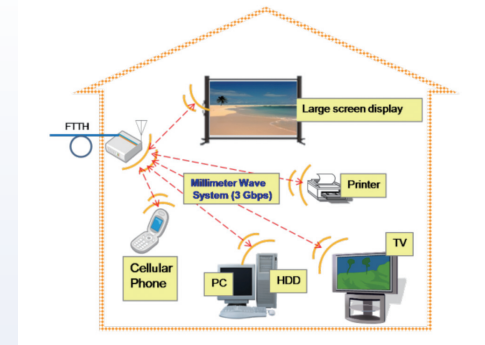 Large screen display
FTTH
Millimeter Wave
System (3 Gbps)
Printer
TV
Cellular
Phone
PC
HDD